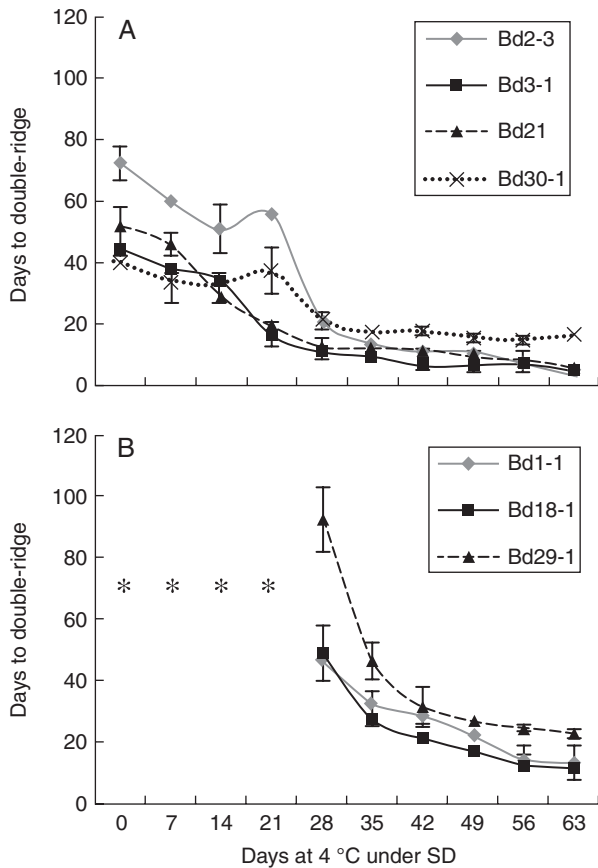 A
120
100
80
60
40
20
0
Days to double-ridge
Bd2-3
Bd3-1
Bd21
Bd30-1
B
120
100
80
60
40
20
0
Days to double-ridge
Bd1-1
Bd18-1
Bd29-1
* * * *
0 7 14 21 28 35 42 49 56 63
Days at 4 °C under SD